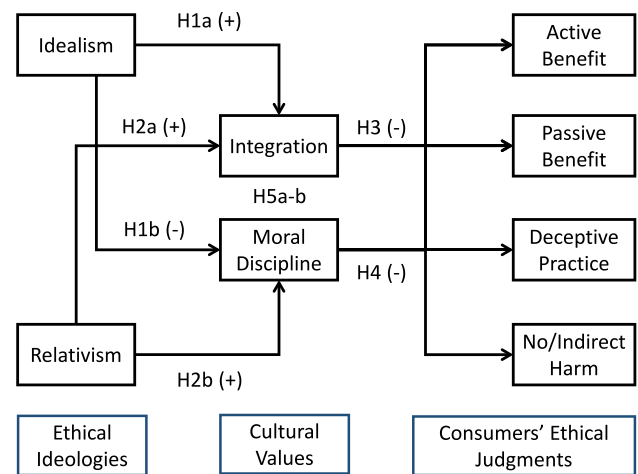 H1a (+)
Idealism
Active
Benefit
H2a (+)
Integration
H3 (-)
Passive
Benefit
H5a-b
H1b (-)
Moral
Discipline
H4 (-)
Deceptive
Practice
Relativism
H2b (+)
No/Indirect
Harm
Ethical
Ideologies
Cultural
Values
Consumers’ Ethical
Judgments